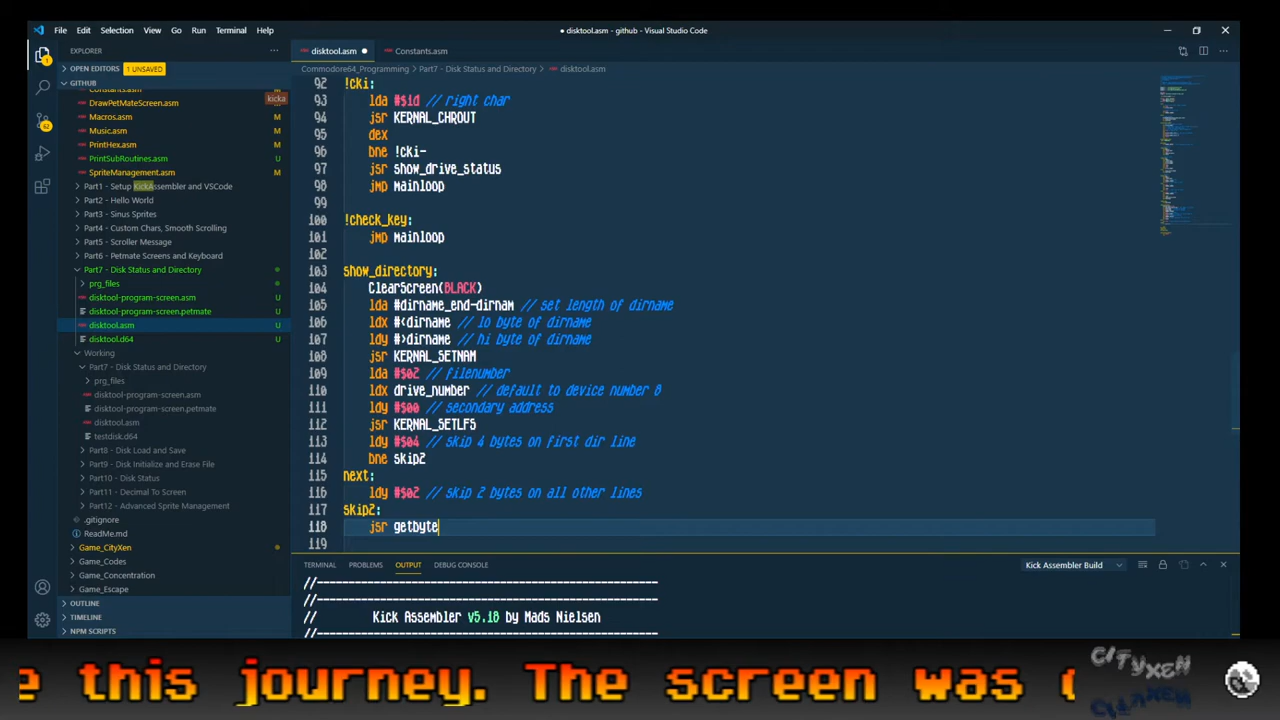 File Edit Selection View Go Run Terminal Help
● disktool.asm - github - Visual Studio Code
EXPLORER ···
disktool.asm ●
Constants.asm
OPEN EDITORS 1 UNSAVED
Commodore64_Programming > Part7 - Disk Status and Directory > disktool.asm
GITHUB
Constants.asm
kicka
DrawPetMateScreen.asm M
Macros.asm M
Music.asm M
PrintHex.asm M
PrintSubRoutines.asm U
SpriteManagement.asm M
Part1 - Setup KickAssembler and VSCode
Part2 - Hello World
Part3 - Sinus Sprites
Part4 - Custom Chars, Smooth Scrolling
Part5 - Scroller Message
Part6 - Petmate Screens and Keyboard
Part7 - Disk Status and Directory
prg_files
disktool-program-screen.asm U
disktool-program-screen.petmate U
disktool.asm U
disktool.d64 U
Working
Part7 - Disk Status and Directory
prg_files
disktool-program-screen.asm
disktool-program-screen.petmate
disktool.asm
testdisk.d64
Part8 - Disk Load and Save
Part9 - Disk Initialize and Erase File
Part10 - Disk Status
Part11 - Decimal To Screen
Part12 - Advanced Sprite Management
.gitignore
ReadMe.md
Game_CityXen
Game_Codes
Game_Concentration
Game_Escape
OUTLINE
TIMELINE
NPM SCRIPTS
1
62
92 !cki:
93 lda #$1d // right char
94 jsr KERNAL_CHROUT
95 dex
96 bne !cki-
97 jsr show_drive_status
98 jmp mainloop
99
100 !check_key:
101 jmp mainloop
102
103 show_directory:
104 ClearScreen(BLACK)
105 lda #dirname_end-dirnam // set length of dirname
106 ldx #<dirname // lo byte of dirname
107 ldy #>dirname // hi byte of dirname
108 jsr KERNAL_SETNAM
109 lda #$02 // filenumber
110 ldx drive_number // default to device number 8
111 ldy #$00 // secondary address
112 jsr KERNAL_SETLFS
113 ldy #$04 // skip 4 bytes on first dir line
114 bne skip2
115 next:
116 ldy #$02 // skip 2 bytes on all other lines
117 skip2:
118 jsr getbyte
119
TERMINAL PROBLEMS OUTPUT DEBUG CONSOLE
Kick Assembler Build
//------------------------------------------------------
//------------------------------------------------------
// Kick Assembler v5.18 by Mads Nielsen
//------------------------------------------------------
e this journey. The screen was
CITYXEN